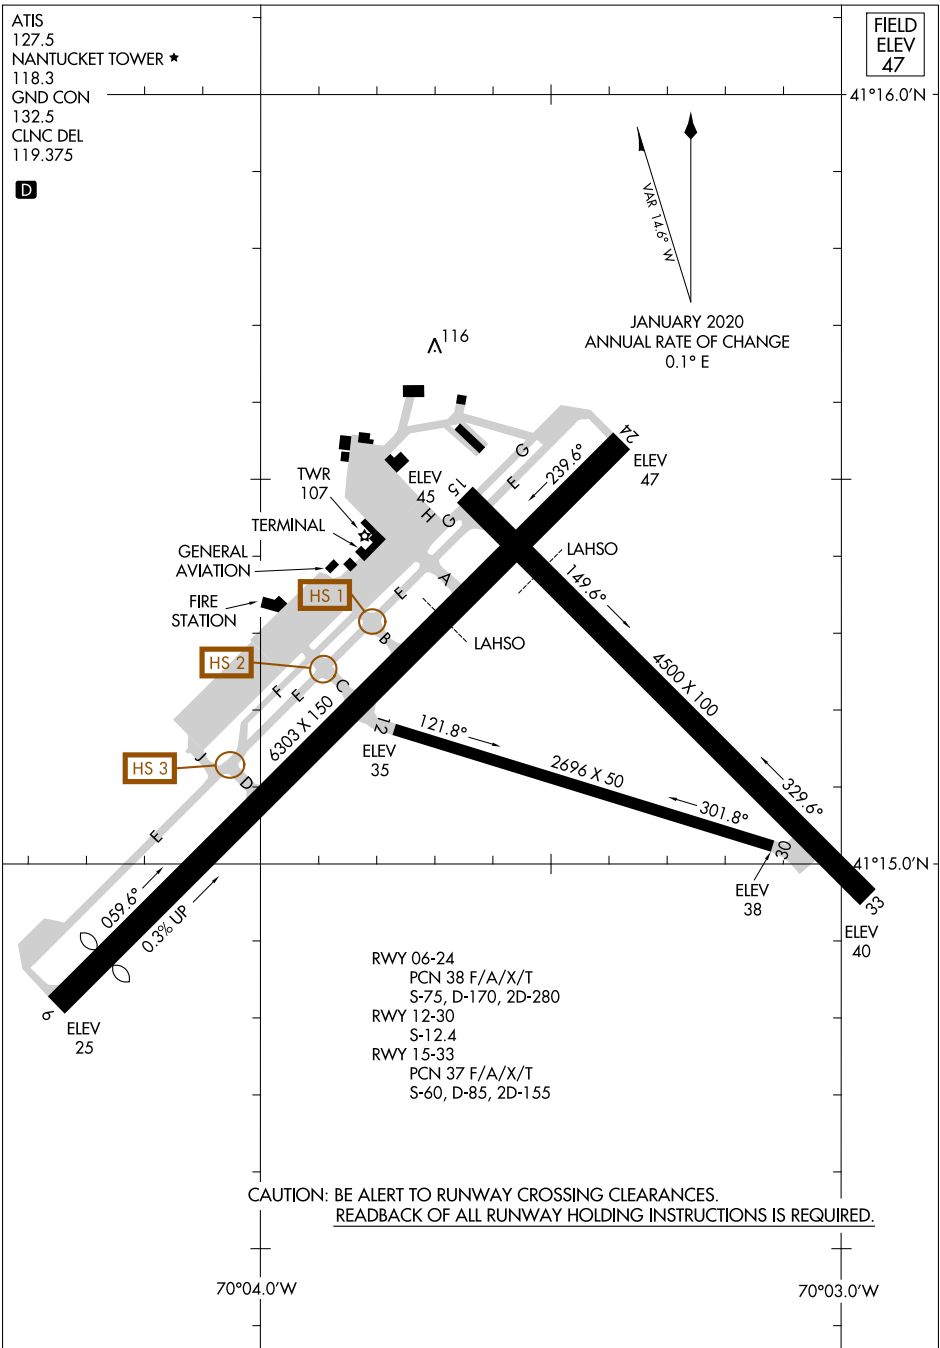 ATIS
127.5
NANTUCKET TOWER ★
118.3
GND CON
132.5
CLNC DEL
119.375
D
FIELD
ELEV
47
41°16.0'N
VAR 14.6° W
JANUARY 2020
ANNUAL RATE OF CHANGE
0.1° E
116
24
ELEV
47
239.6°
G
E
15
ELEV
45
H
G
TWR
107
TERMINAL
GENERAL
AVIATION
FIRE
STATION
HS 1
A
E
B
LAHSO
LAHSO
149.6°
HS 2
C
F
E
4500 X 100
6303 X 150
12
ELEV
35
121.8°
2696 X 50
301.8°
329.6°
HS 3
J
D
E
30
ELEV
38
41°15.0'N
33
ELEV
40
059.6°
0.3% UP
6
ELEV
25
RWY 06-24
PCN 38 F/A/X/T
S-75, D-170, 2D-280
RWY 12-30
S-12.4
RWY 15-33
PCN 37 F/A/X/T
S-60, D-85, 2D-155
CAUTION: BE ALERT TO RUNWAY CROSSING CLEARANCES.
READBACK OF ALL RUNWAY HOLDING INSTRUCTIONS IS REQUIRED.
70°04.0'W
70°03.0'W